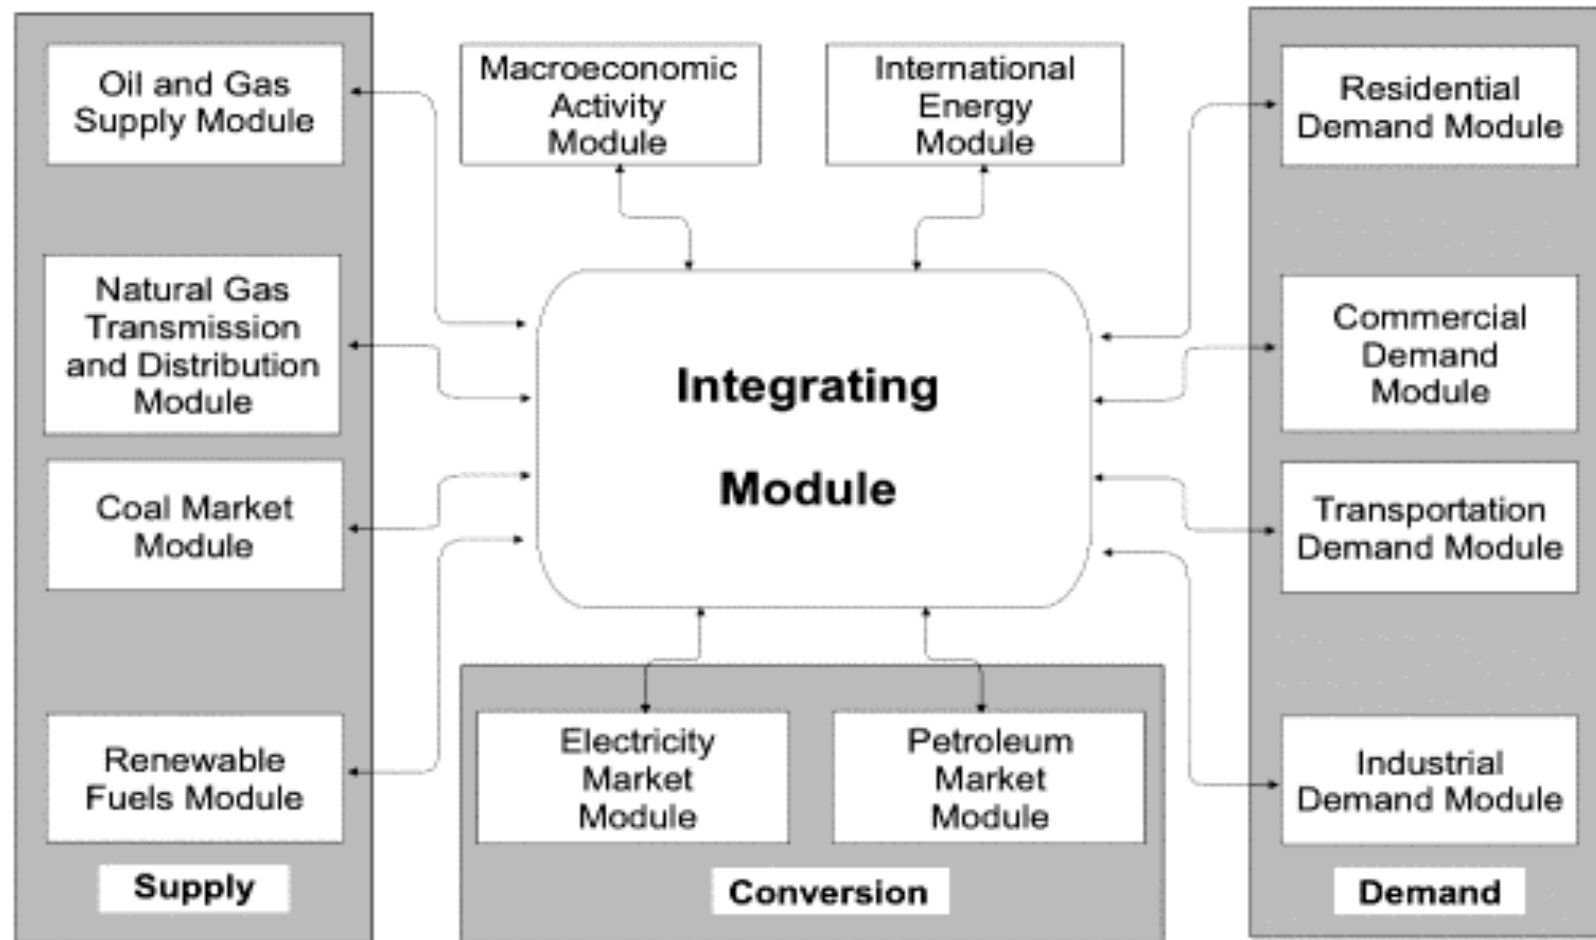 Oil and Gas
Supply Module
Natural Gas
Transmission
and Distribution
Module
Coal Market
Module
Renewable
Fuels Module
Supply
Macroeconomic
Activity
Module
International
Energy
Module
Integrating
Module
Electricity
Market
Module
Petroleum
Market
Module
Conversion
Residential
Demand Module
Commercial
Demand
Module
Transportation
Demand Module
Industrial
Demand Module
Demand